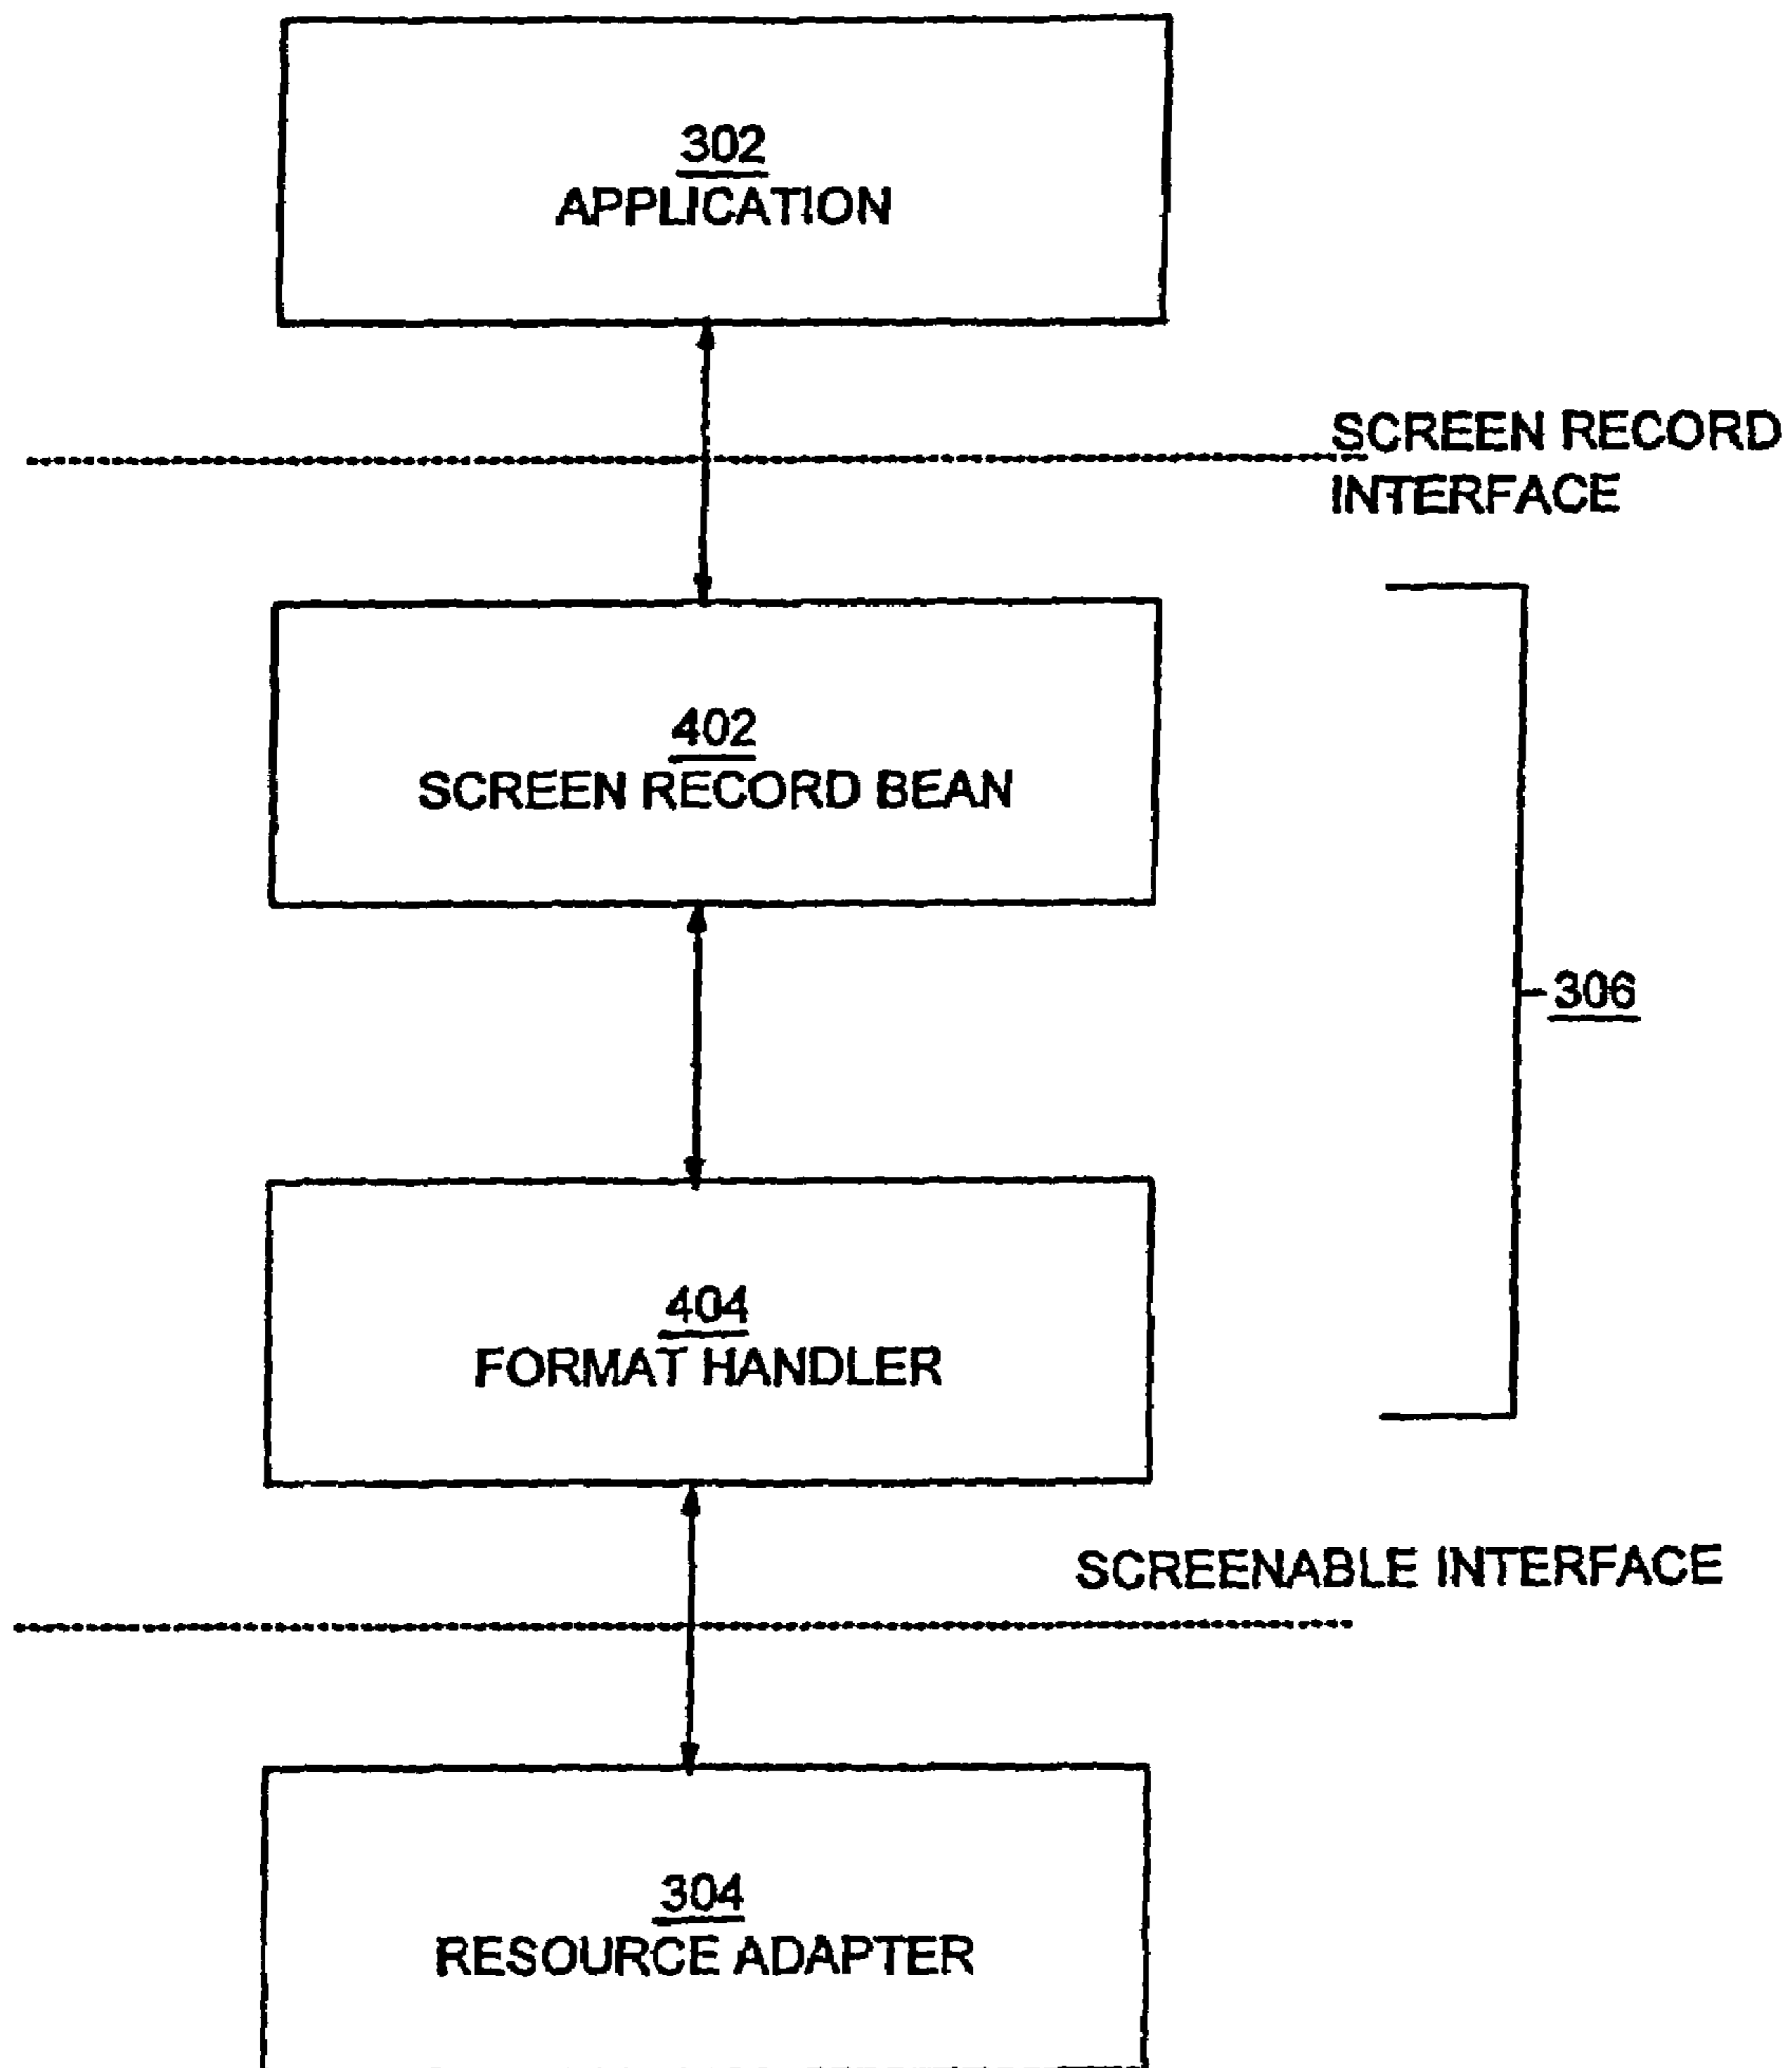 302
APPLICATION
SCREEN RECORD
INTERFACE
402
SCREEN RECORD BEAN
306
404
FORMAT HANDLER
SCREENABLE INTERFACE
304
RESOURCE ADAPTER